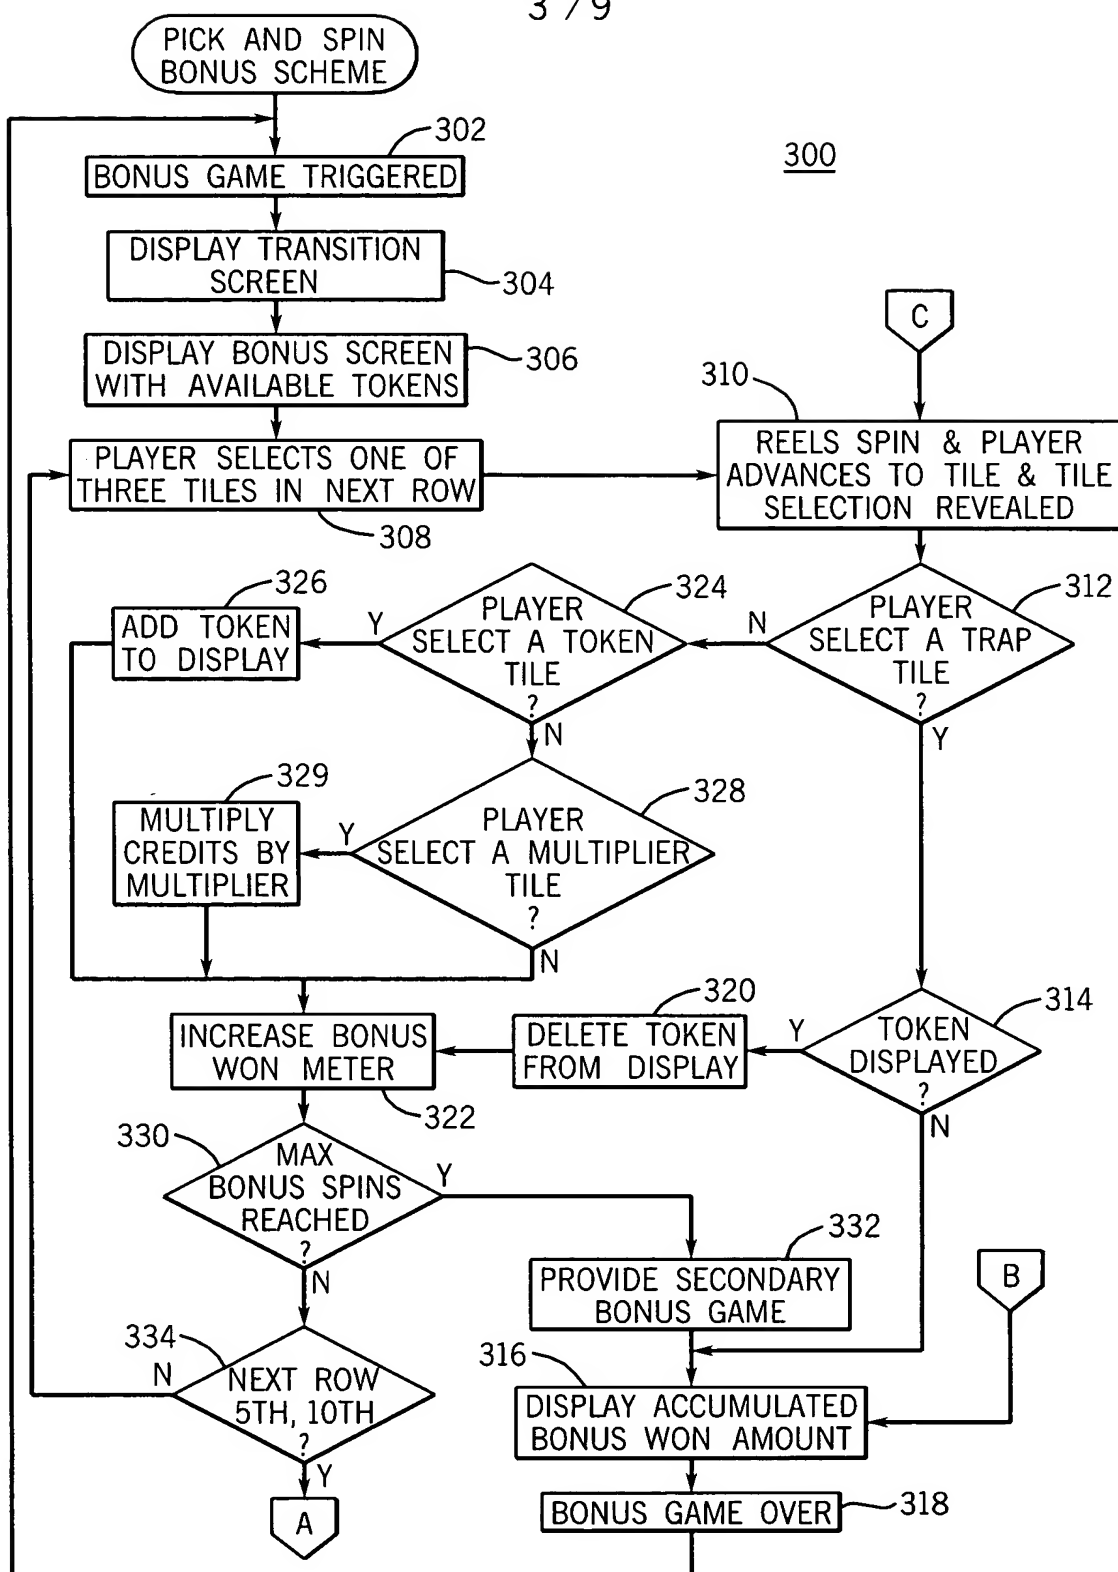 3/9
PICK AND SPIN
BONUS SCHEME
302
BONUS GAME TRIGGERED
300
DISPLAY TRANSITION
SCREEN
304
C
DISPLAY BONUS SCREEN
WITH AVAILABLE TOKENS
306
310
PLAYER SELECTS ONE OF
THREE TILES IN NEXT ROW
308
REELS SPIN & PLAYER
ADVANCES TO TILE & TILE
SELECTION REVEALED
326
ADD TOKEN
TO DISPLAY
Y
324
PLAYER
SELECT A TOKEN
TILE
?
N
N
312
PLAYER
SELECT A TRAP
TILE
?
Y
329
MULTIPLY
CREDITS BY
MULTIPLIER
Y
328
PLAYER
SELECT A MULTIPLIER
TILE
?
N
320
DELETE TOKEN
FROM DISPLAY
Y
314
TOKEN
DISPLAYED
?
N
INCREASE BONUS
WON METER
322
330
MAX
BONUS SPINS
REACHED
?
Y
N
332
PROVIDE SECONDARY
BONUS GAME
B
334
N
NEXT ROW
5TH, 10TH
?
Y
A
316
DISPLAY ACCUMULATED
BONUS WON AMOUNT
BONUS GAME OVER
318